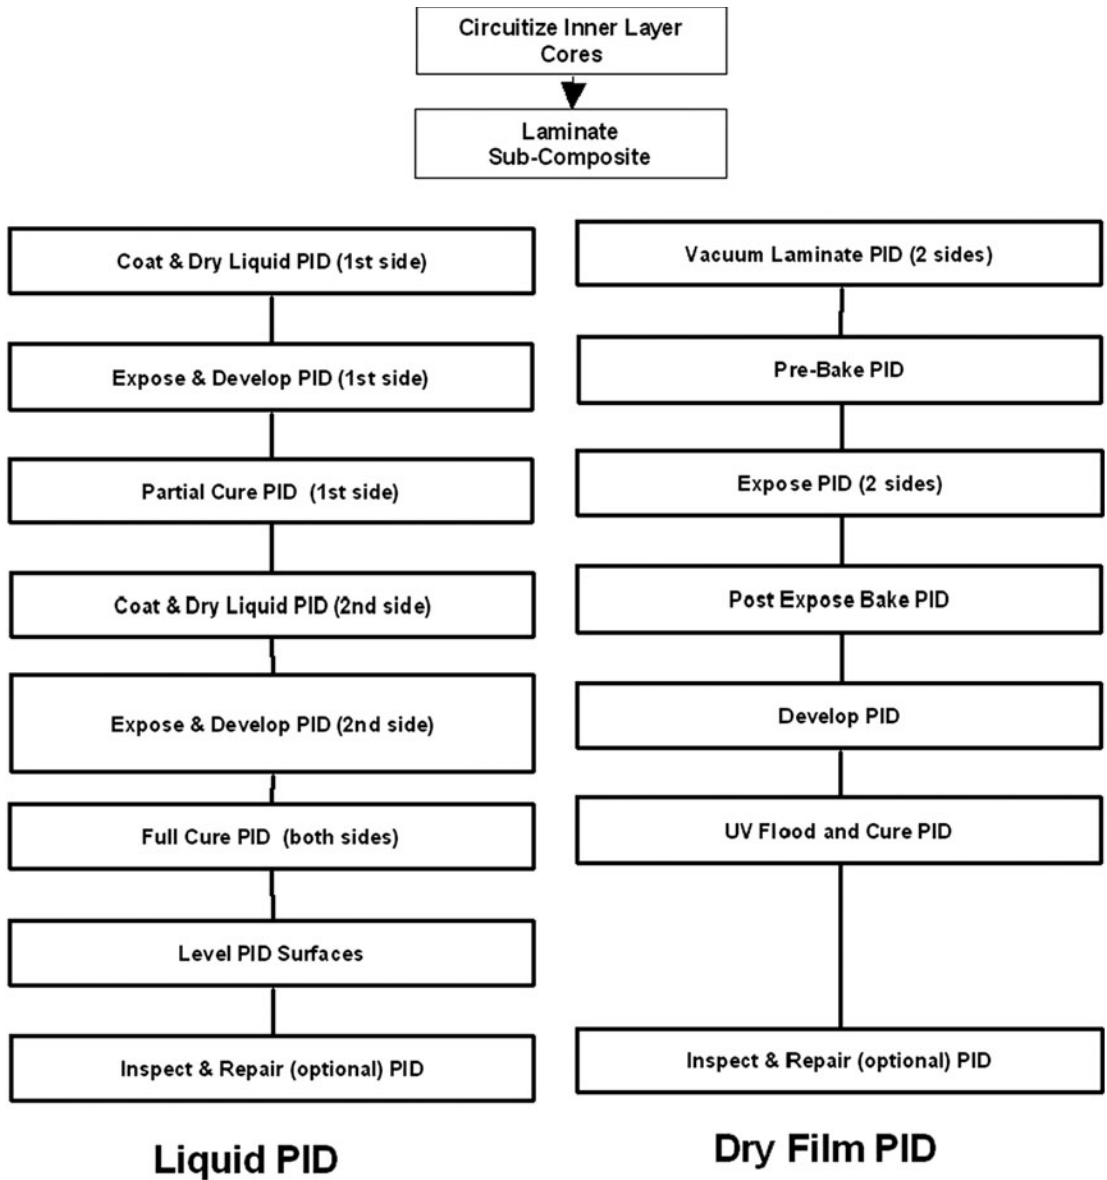 Circuitize Inner Layer
Cores
Laminate
Sub-Composite
Coat & Dry Liquid PID (1st side)
Expose & Develop PID (1st side)
Partial Cure PID (1st side)
Coat & Dry Liquid PID (2nd side)
Expose & Develop PID (2nd side)
Full Cure PID (both sides)
Level PID Surfaces
Inspect & Repair (optional) PID
Liquid PID
Vacuum Laminate PID (2 sides)
Pre-Bake PID
Expose PID (2 sides)
Post Expose Bake PID
Develop PID
UV Flood and Cure PID
Inspect & Repair (optional) PID
Dry Film PID